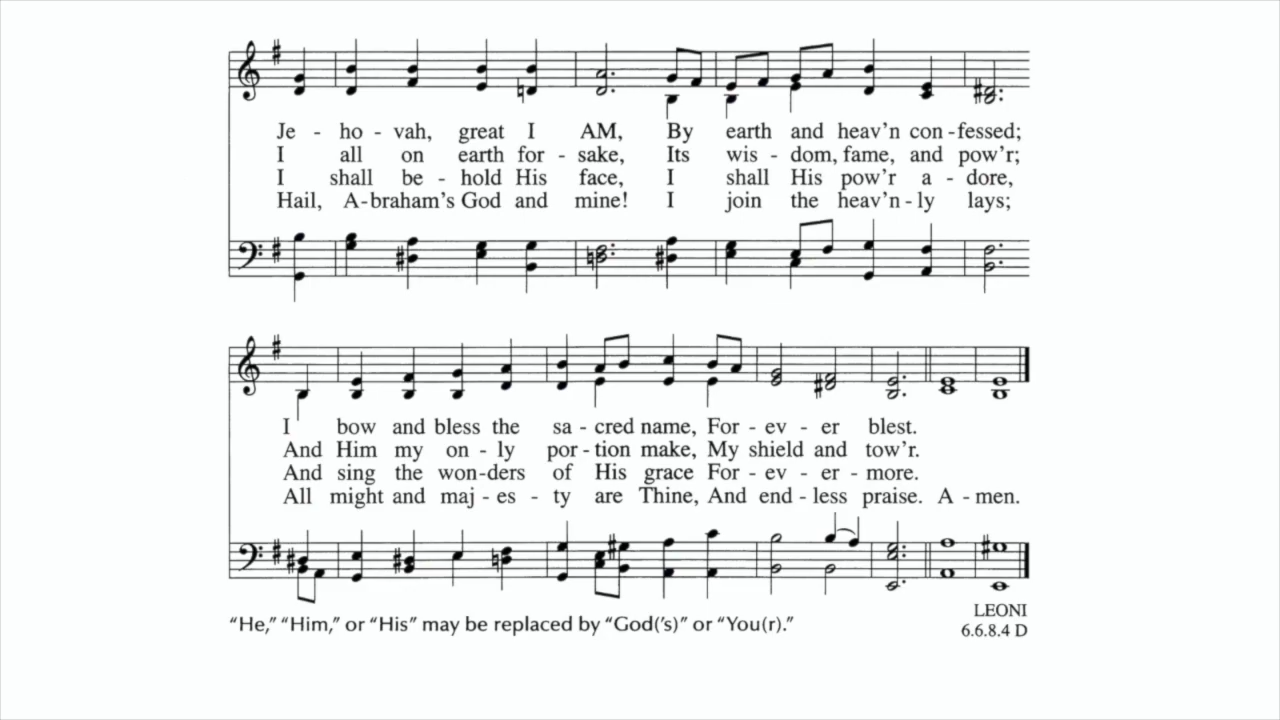 Je - ho - vah, great I AM, By earth and heav'n con - fessed;
I all on earth for - sake, Its wis - dom, fame, and pow'r;
I shall be - hold His face, I shall His pow'r a - dore,
Hail, A - braham's God and mine! I join the heav'n - ly lays;
I bow and bless the sa - cred name, For - ev - er blest.
And Him my on - ly por - tion make, My shield and tow'r.
And sing the won - ders of His grace For - ev - er - more.
All might and maj - es - ty are Thine, And end - less praise. A - men.
"He," "Him," or "His" may be replaced by "God('s)" or "You(r)."
LEONI
6.6.8.4 D